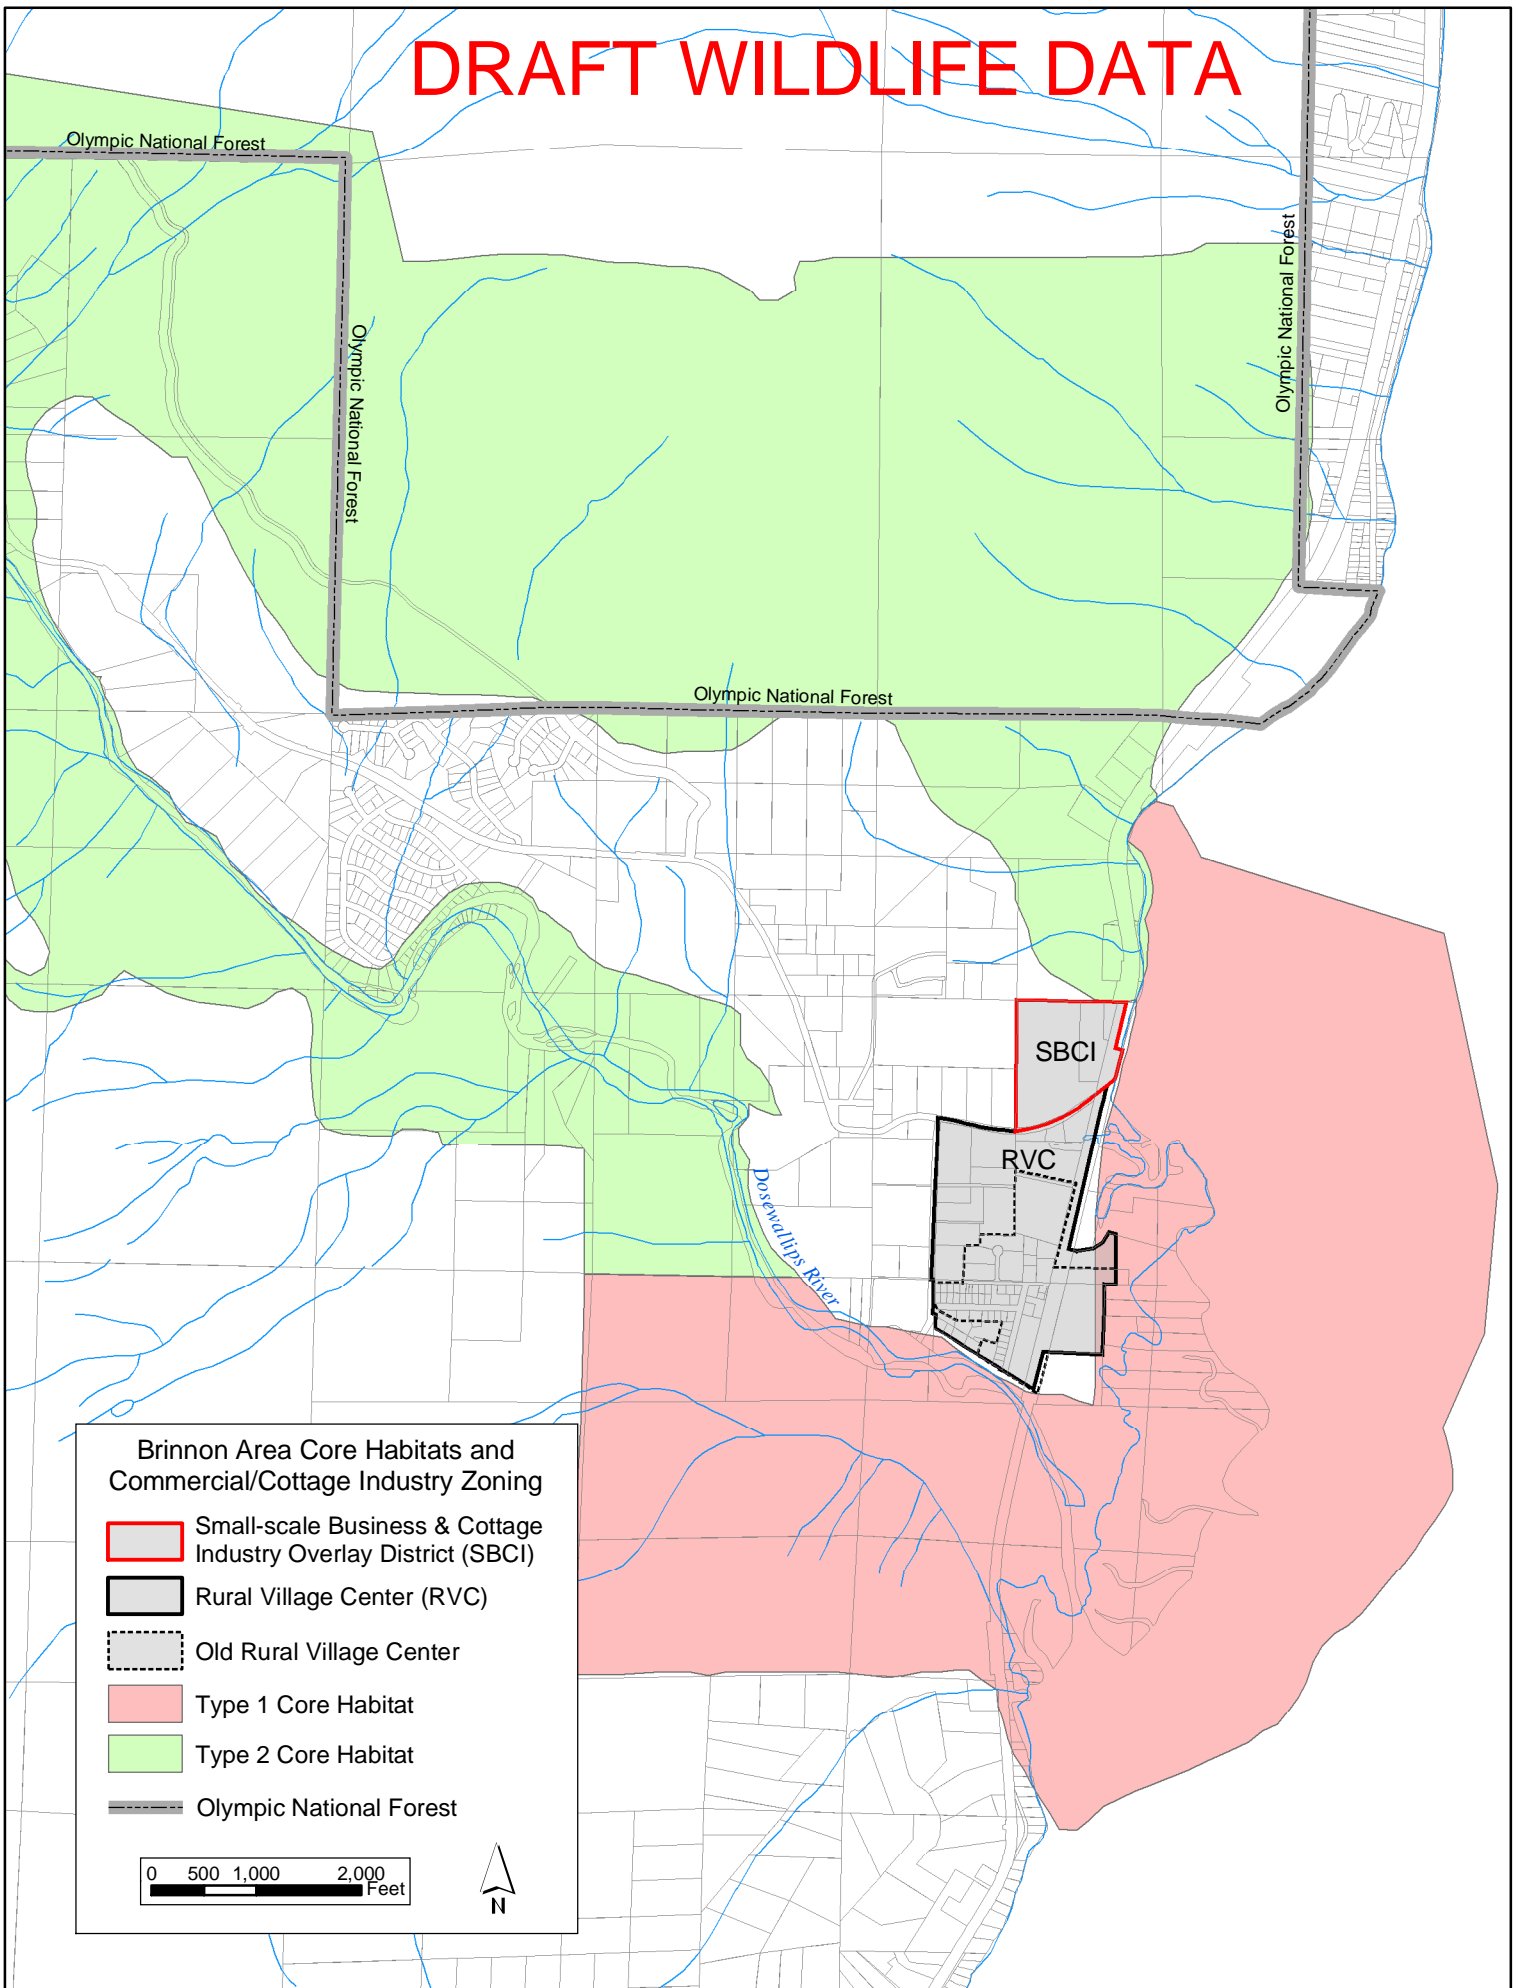 DRAFT WILDLIFE DATA
Olympic National Forest
Olympic National Forest
Olympic National Forest
Olympic National Forest
SBCI
RVC
Dosewallips River
Brinnon Area Core Habitats and
Commercial/Cottage Industry Zoning
Small-scale Business & Cottage
Industry Overlay District (SBCI)
Rural Village Center (RVC)
Old Rural Village Center
Type 1 Core Habitat
Type 2 Core Habitat
Olympic National Forest
0 500 1,000 2,000
Feet
N